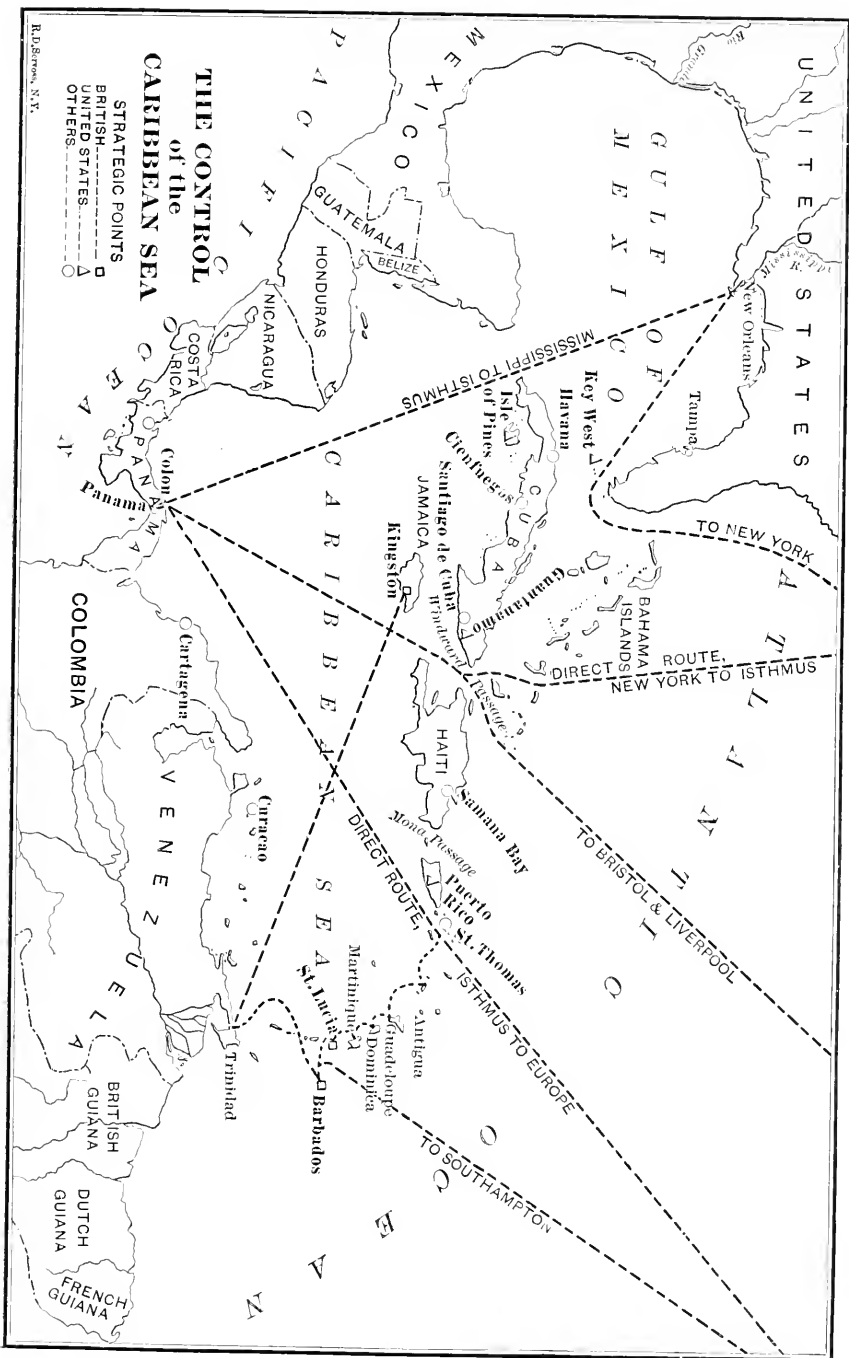 UNITED STATES
Rio Grande
Mississippi R.
New Orleans
Tampa
MEXICO
GULF OF MEXICO
Key West
Havana
Isle of Pines
Cienfuegos
CUBA
Santiago de Cuba
Guantanamo
BAHAMA ISLANDS
ATLANTIC OCEAN
TO NEW YORK
DIRECT ROUTE,
NEW YORK TO ISTHMUS
TO BRISTOL & LIVERPOOL
MISSISSIPPI TO ISTHMUS
JAMAICA
Kingston
Windward Passage
HAITI
Samana Bay
Mona Passage
Puerto Rico
St. Thomas
Antigua
Guadeloupe
Dominica
Martinique
St. Lucia
Barbados
Trinidad
DIRECT ROUTE, ISTHMUS TO EUROPE
TO SOUTHAMPTON
CARIBBEAN SEA
GUATEMALA
BELIZE
HONDURAS
NICARAGUA
COSTA RICA
PANAMA
Colon
Panama
PACIFIC OCEAN
Cartagena
COLOMBIA
Curacao
VENEZUELA
BRITISH GUIANA
DUTCH GUIANA
FRENCH GUIANA
THE CONTROL
of the
CARIBBEAN SEA
STRATEGIC POINTS
BRITISH
UNITED STATES
OTHERS
R.D.Servoss, N.Y.